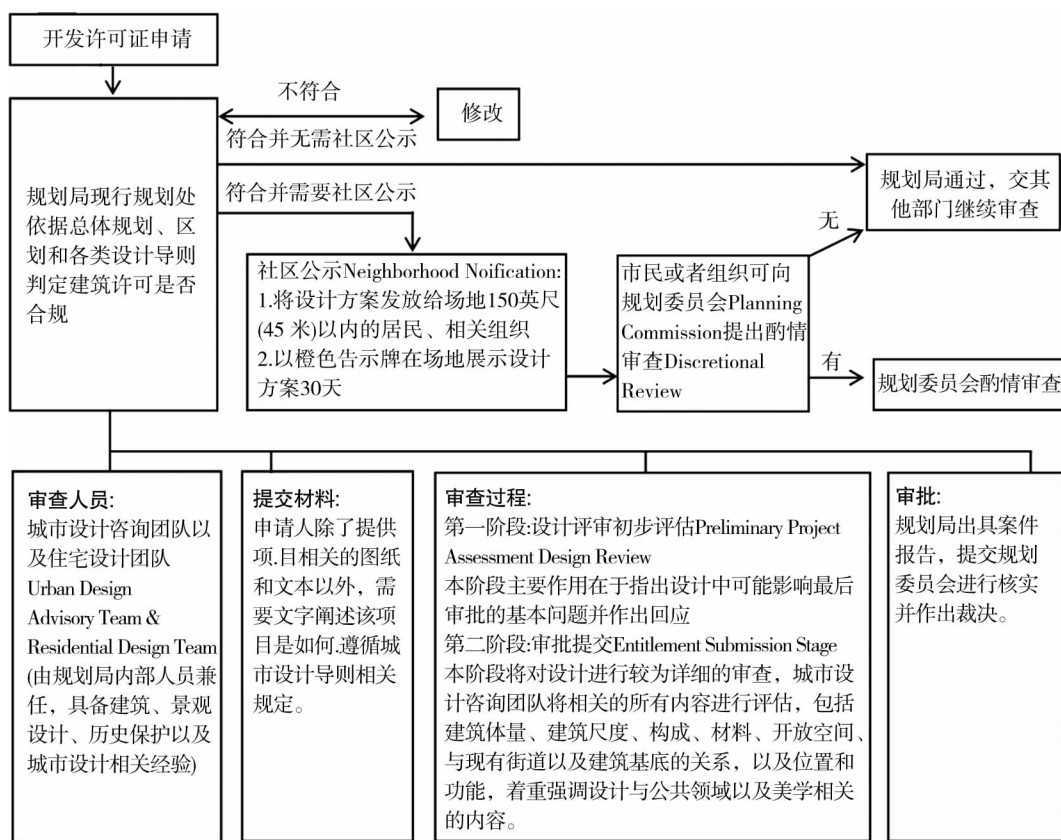 开发许可证申请
不符合
修改
符合并无需社区公示
规划局现行规划处
依据总体规划、区
划和各类设计导则
判定建筑许可是否
合规
符合并需要社区公示
规划局通过，交其
他部门继续审查
无
社区公示Neighborhood Noification:
1.将设计方案发放给场地150英尺
(45 米)以内的居民、相关组织
2.以橙色告示牌在场地展示设计
方案30天
市民或者组织可向
规划委员会Planning
Commission提出酌情
审查Discretional
Review
有
规划委员会酌情审查
审查人员:
城市设计咨询团队以
及住宅设计团队
Urban Design
Advisory Team &
Residential Design Team
(由规划局内部人员兼
任，具备建筑、景观
设计、历史保护以及
城市设计相关经验)
提交材料:
申请人除了提供
项.目相关的图纸
和文本以外，需
要文字阐述该项
目是如何.遵循城
市设计导则相关
规定。
审查过程:
第一阶段:设计评审初步评估Preliminary Project
Assessment Design Review
本阶段主要作用在于指出设计中可能影响最后
审批的基本问题并作出回应
第二阶段:审批提交Entitlement Submission Stage
本阶段将对设计进行较为详细的审查，城市设
计咨询团队将相关的所有内容进行评估，包括
建筑体量、建筑尺度、构成、材料、开放空间、
与现有街道以及建筑基底的关系，以及位置和
功能，着重强调设计与公共领域以及美学相关
的内容。
审批:
规划局出具案件
报告，提交规划
委员会进行核实
并作出裁决。